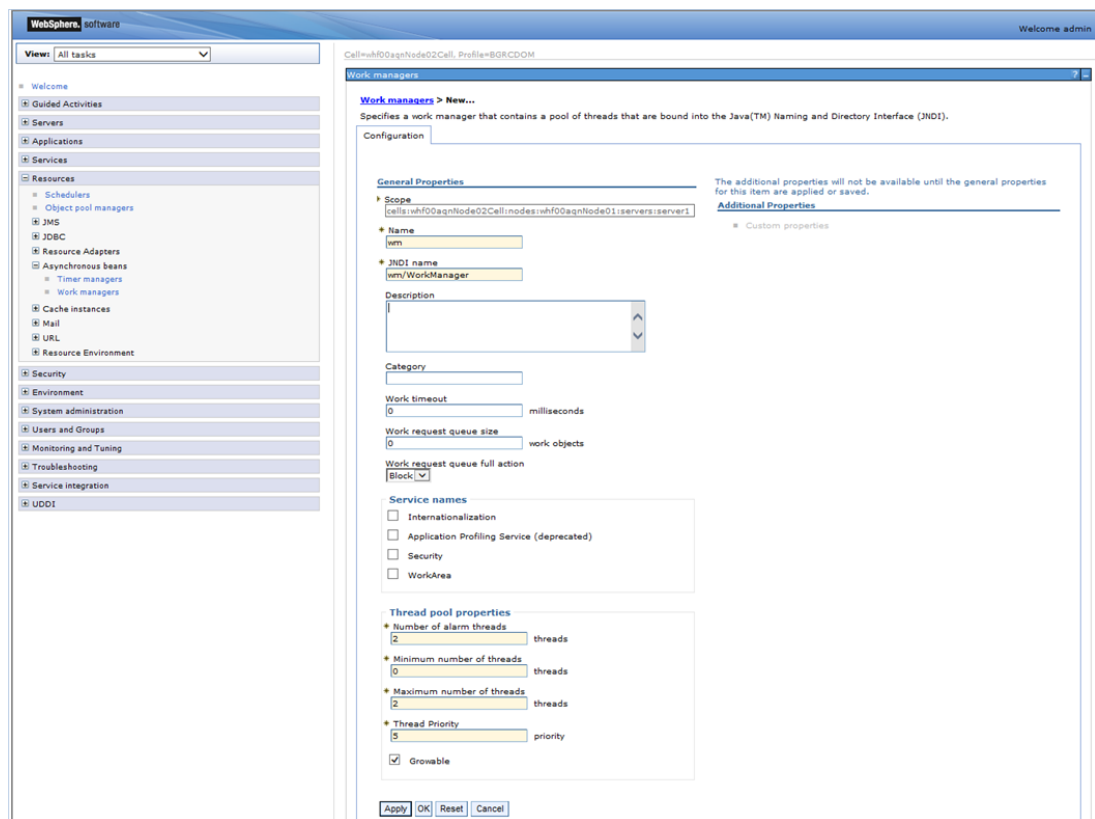 WebSphere. software
Welcome admin
View: All tasks
Cell=whf00aqnNode02Cell, Profile=BGRCDOM
Work managers
? -
Welcome
Guided Activities
Servers
Applications
Services
Resources
Schedulers
Object pool managers
JMS
JDBC
Resource Adapters
Asynchronous beans
Timer managers
Work managers
Cache instances
Mail
URL
Resource Environment
Security
Environment
System administration
Users and Groups
Monitoring and Tuning
Troubleshooting
Service integration
UDDI
Work managers > New...
Specifies a work manager that contains a pool of threads that are bound into the Java(TM) Naming and Directory Interface (JNDI).
Configuration
General Properties
Scope
cells:whf00aqnNode02Cell:nodes:whf00aqnNode01:servers:server1
Name
wm
JNDI name
wm/WorkManager
Description
Category
Work timeout
0 milliseconds
Work request queue size
0 work objects
Work request queue full action
Block
Service names
Internationalization
Application Profiling Service (deprecated)
Security
WorkArea
Thread pool properties
Number of alarm threads
2 threads
Minimum number of threads
0 threads
Maximum number of threads
2 threads
Thread Priority
5 priority
Growable
Apply OK Reset Cancel
The additional properties will not be available until the general properties
for this item are applied or saved.
Additional Properties
Custom properties